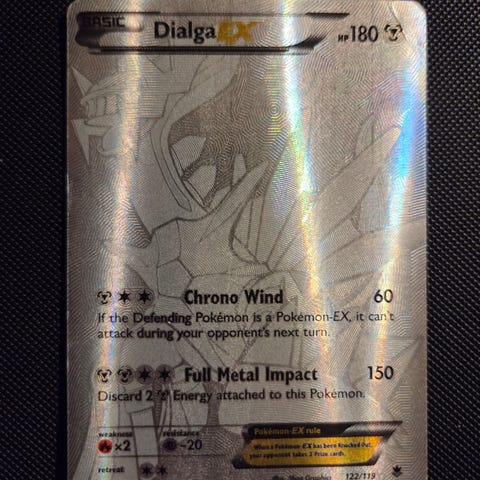 BASIC
Dialga EX
HP 180
Chrono Wind 60
If the Defending Pokémon is a Pokémon-EX, it can't
attack during your opponent's next turn.
Full Metal Impact 150
Discard 2 Energy attached to this Pokémon.
weakness
×2
resistance
-20
retreat
Pokémon-EX rule
When a Pokémon-EX has been Knocked Out,
your opponent takes 2 Prize cards.
122/119